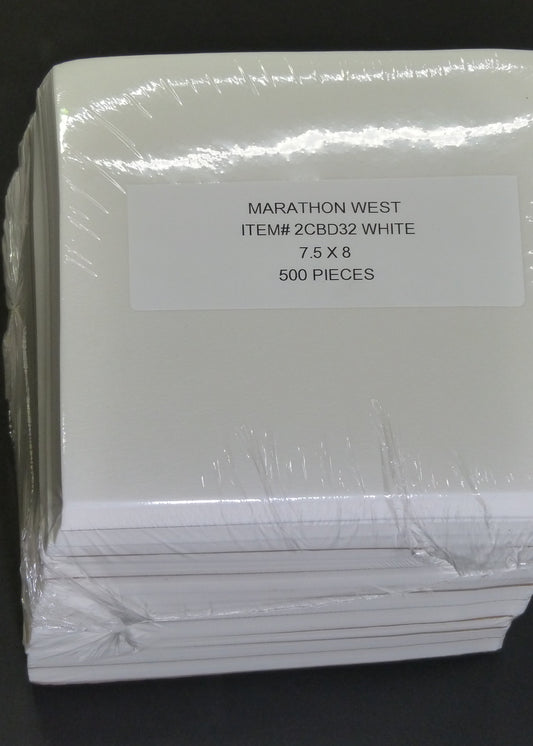 MARATHON WEST
ITEM# 2CBD32 WHITE
7.5 X 8
500 PIECES